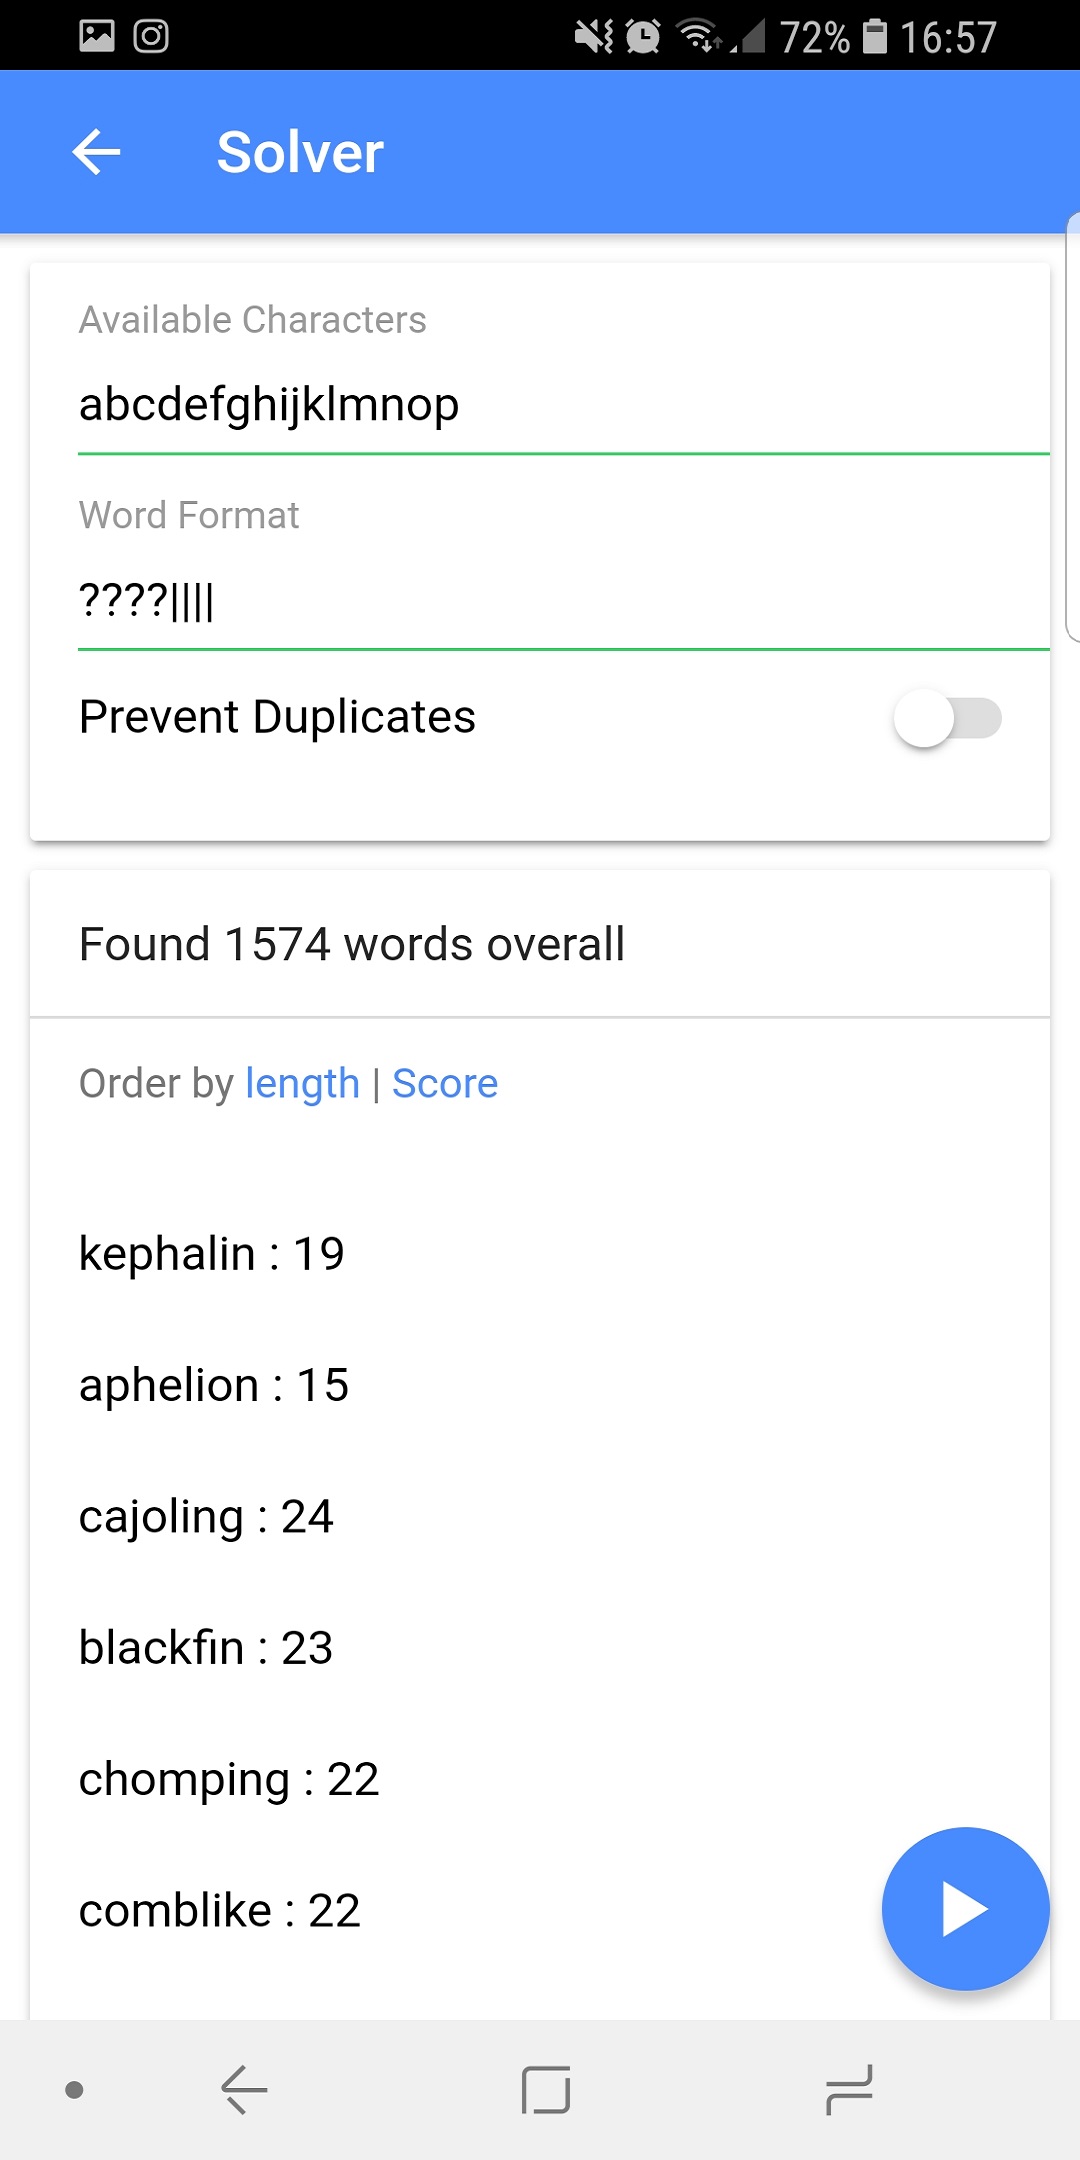 72% 16:57
Solver
Available Characters
abcdefghijklmnop
Word Format
????||||
Prevent Duplicates
Found 1574 words overall
Order by length | Score
kephalin : 19
aphelion : 15
cajoling : 24
blackfin : 23
chomping : 22
comblike : 22